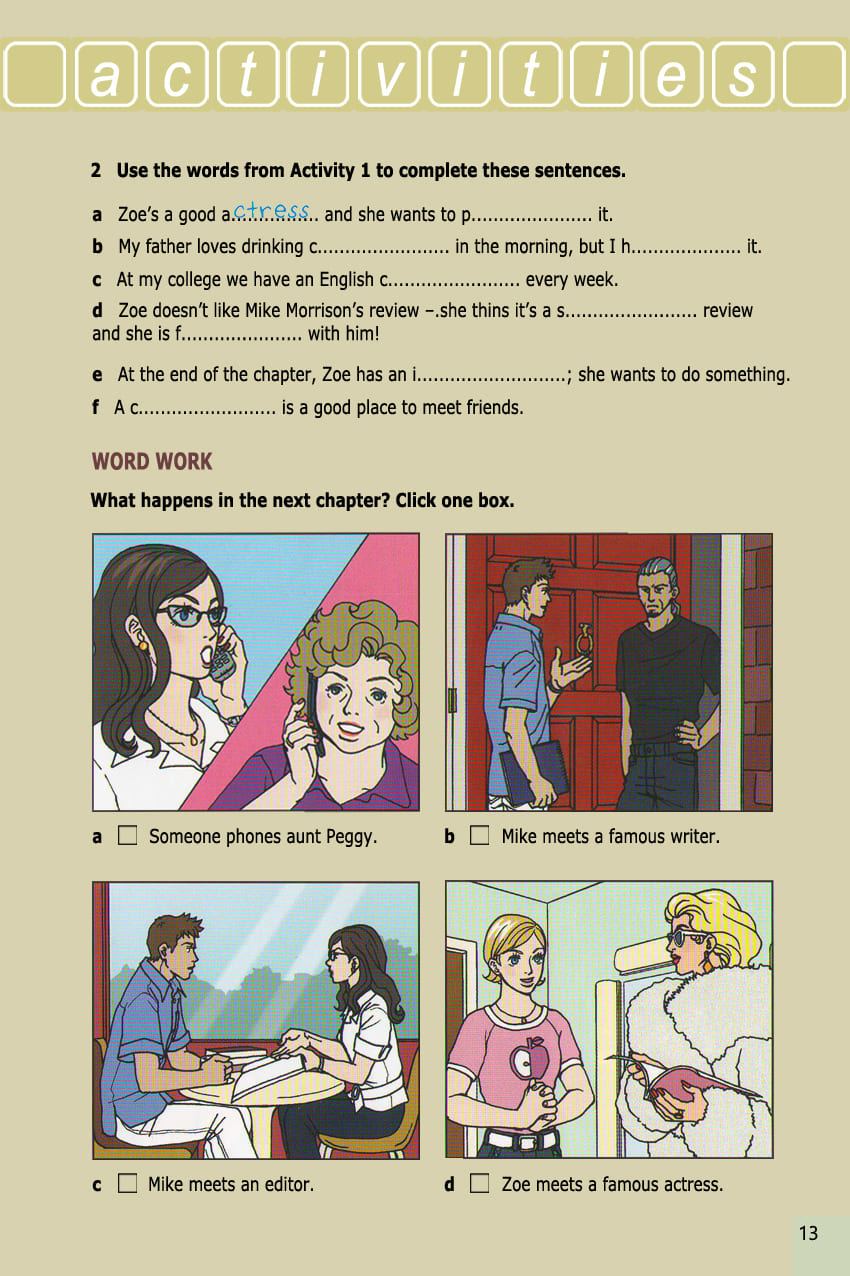 activities
2 Use the words from Activity 1 to complete these sentences.
a Zoe's a good a ctress ................ and she wants to p...................... it.
b My father loves drinking c........................ in the morning, but I h.................... it.
c At my college we have an English c........................ every week.
d Zoe doesn't like Mike Morrison's review –.she thins it's a s........................ review
and she is f...................... with him!
e At the end of the chapter, Zoe has an i...........................; she wants to do something.
f A c......................... is a good place to meet friends.
WORD WORK
What happens in the next chapter? Click one box.
a Someone phones aunt Peggy.
b Mike meets a famous writer.
c Mike meets an editor.
d Zoe meets a famous actress.
13